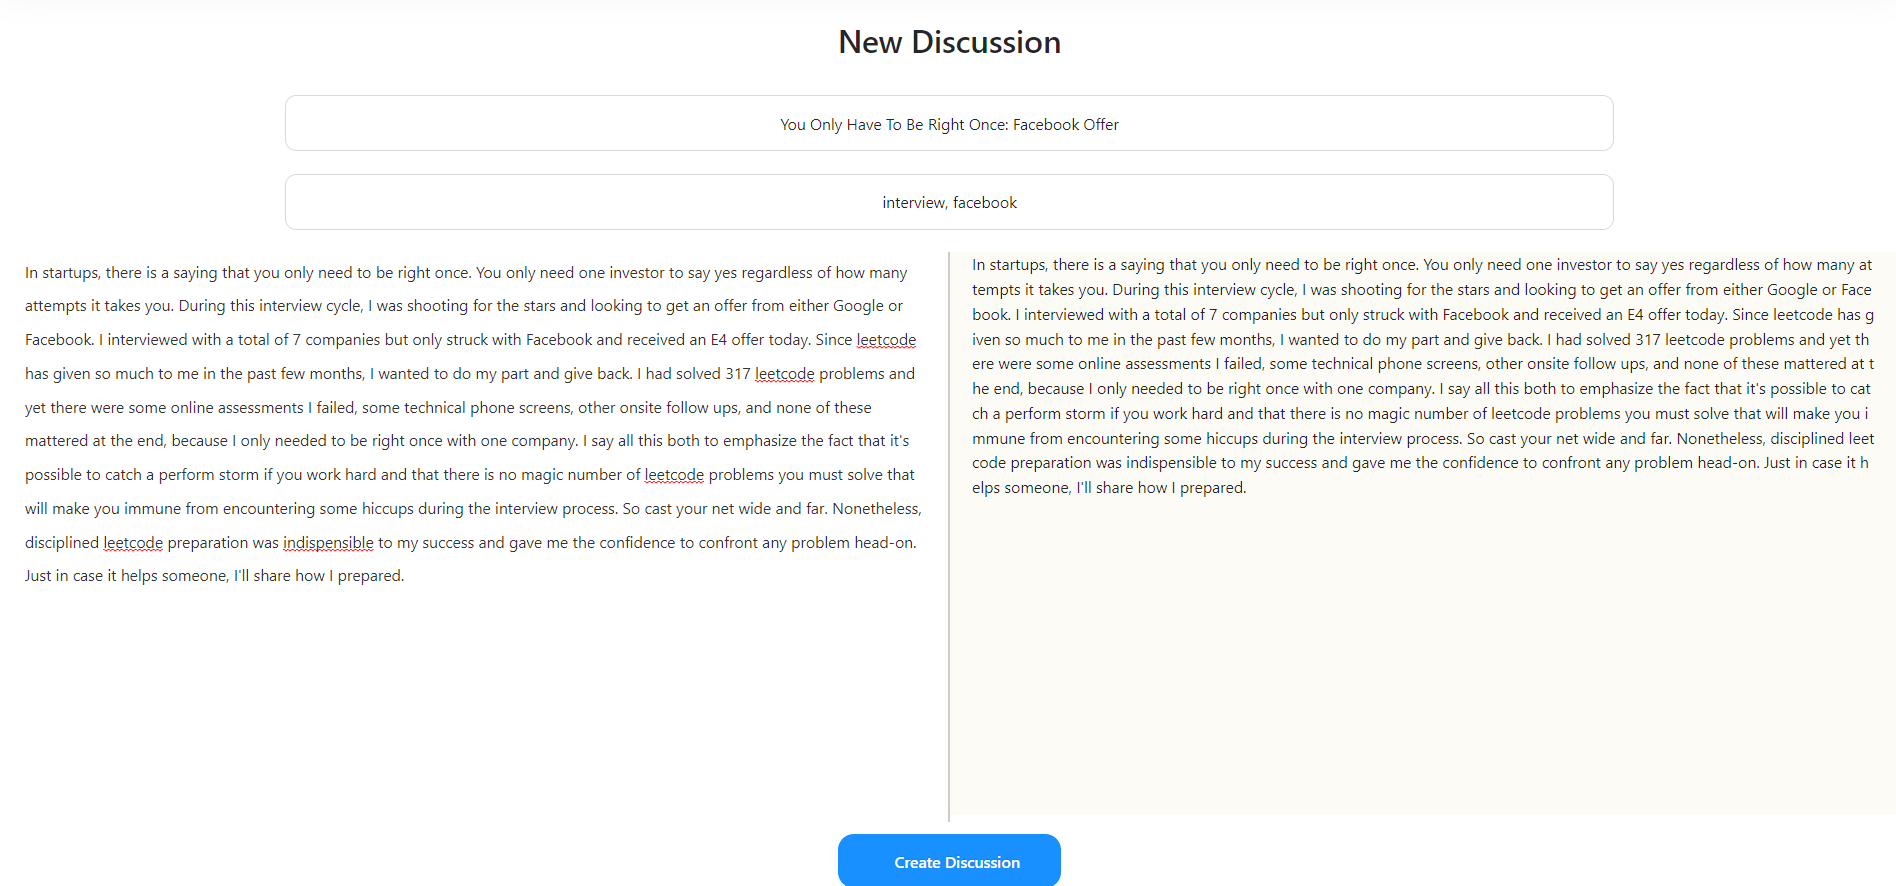 New Discussion
You Only Have To Be Right Once: Facebook Offer
interview, facebook
In startups, there is a saying that you only need to be right once. You only need one investor to say yes regardless of how many
attempts it takes you. During this interview cycle, I was shooting for the stars and looking to get an offer from either Google or
Facebook. I interviewed with a total of 7 companies but only struck with Facebook and received an E4 offer today. Since leetcode
has given so much to me in the past few months, I wanted to do my part and give back. I had solved 317 leetcode problems and
yet there were some online assessments I failed, some technical phone screens, other onsite follow ups, and none of these
mattered at the end, because I only needed to be right once with one company. I say all this both to emphasize the fact that it's
possible to catch a perform storm if you work hard and that there is no magic number of leetcode problems you must solve that
will make you immune from encountering some hiccups during the interview process. So cast your net wide and far. Nonetheless,
disciplined leetcode preparation was indispensible to my success and gave me the confidence to confront any problem head-on.
Just in case it helps someone, I'll share how I prepared.
In startups, there is a saying that you only need to be right once. You only need one investor to say yes regardless of how many at
tempts it takes you. During this interview cycle, I was shooting for the stars and looking to get an offer from either Google or Face
book. I interviewed with a total of 7 companies but only struck with Facebook and received an E4 offer today. Since leetcode has g
iven so much to me in the past few months, I wanted to do my part and give back. I had solved 317 leetcode problems and yet th
ere were some online assessments I failed, some technical phone screens, other onsite follow ups, and none of these mattered at t
he end, because I only needed to be right once with one company. I say all this both to emphasize the fact that it's possible to cat
ch a perform storm if you work hard and that there is no magic number of leetcode problems you must solve that will make you i
mmune from encountering some hiccups during the interview process. So cast your net wide and far. Nonetheless, disciplined leet
code preparation was indispensible to my success and gave me the confidence to confront any problem head-on. Just in case it h
elps someone, I'll share how I prepared.
Create Discussion